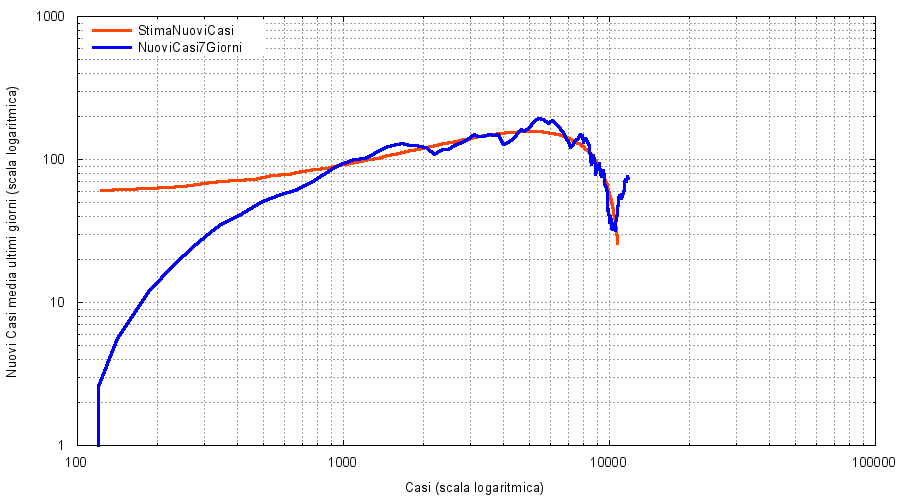 1000
StimaNuoviCasi
NuoviCasi7Giorni
100
10
1
Nuovi Casi media ultimi giorni (scala logaritmica)
100
1000
10000
100000
Casi (scala logaritmica)